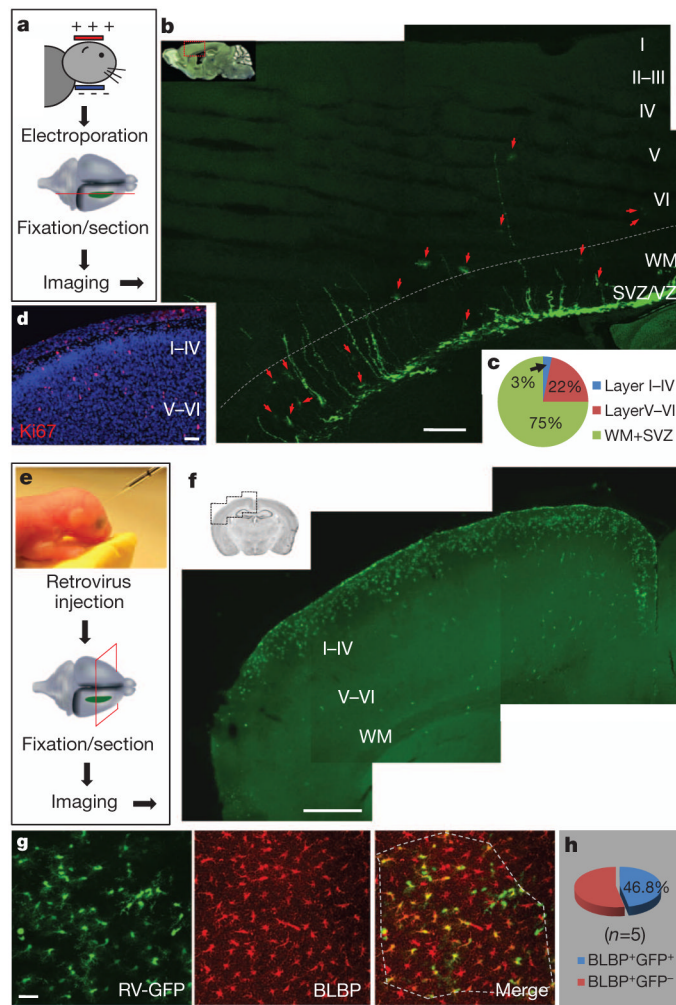 a
+ + +
- - -
Electroporation
Fixation/section
Imaging
b
I
II–III
IV
V
VI
WM
SVZ/VZ
c
3%
22%
75%
Layer I–IV
LayerV–VI
WM+SVZ
d
I–IV
V–VI
Ki67
e
Retrovirus
injection
Fixation/section
Imaging
f
I–IV
V–VI
WM
g
RV-GFP
BLBP
Merge
h
46.8%
(n=5)
BLBP⁺GFP⁺
BLBP⁺GFP⁻